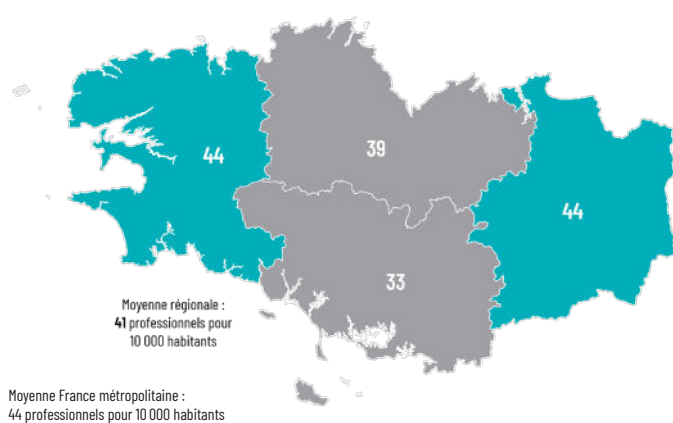 39
44
44
33
Moyenne régionale :
41 professionnels pour
10 000 habitants
Moyenne France métropolitaine :
44 professionnels pour 10 000 habitants